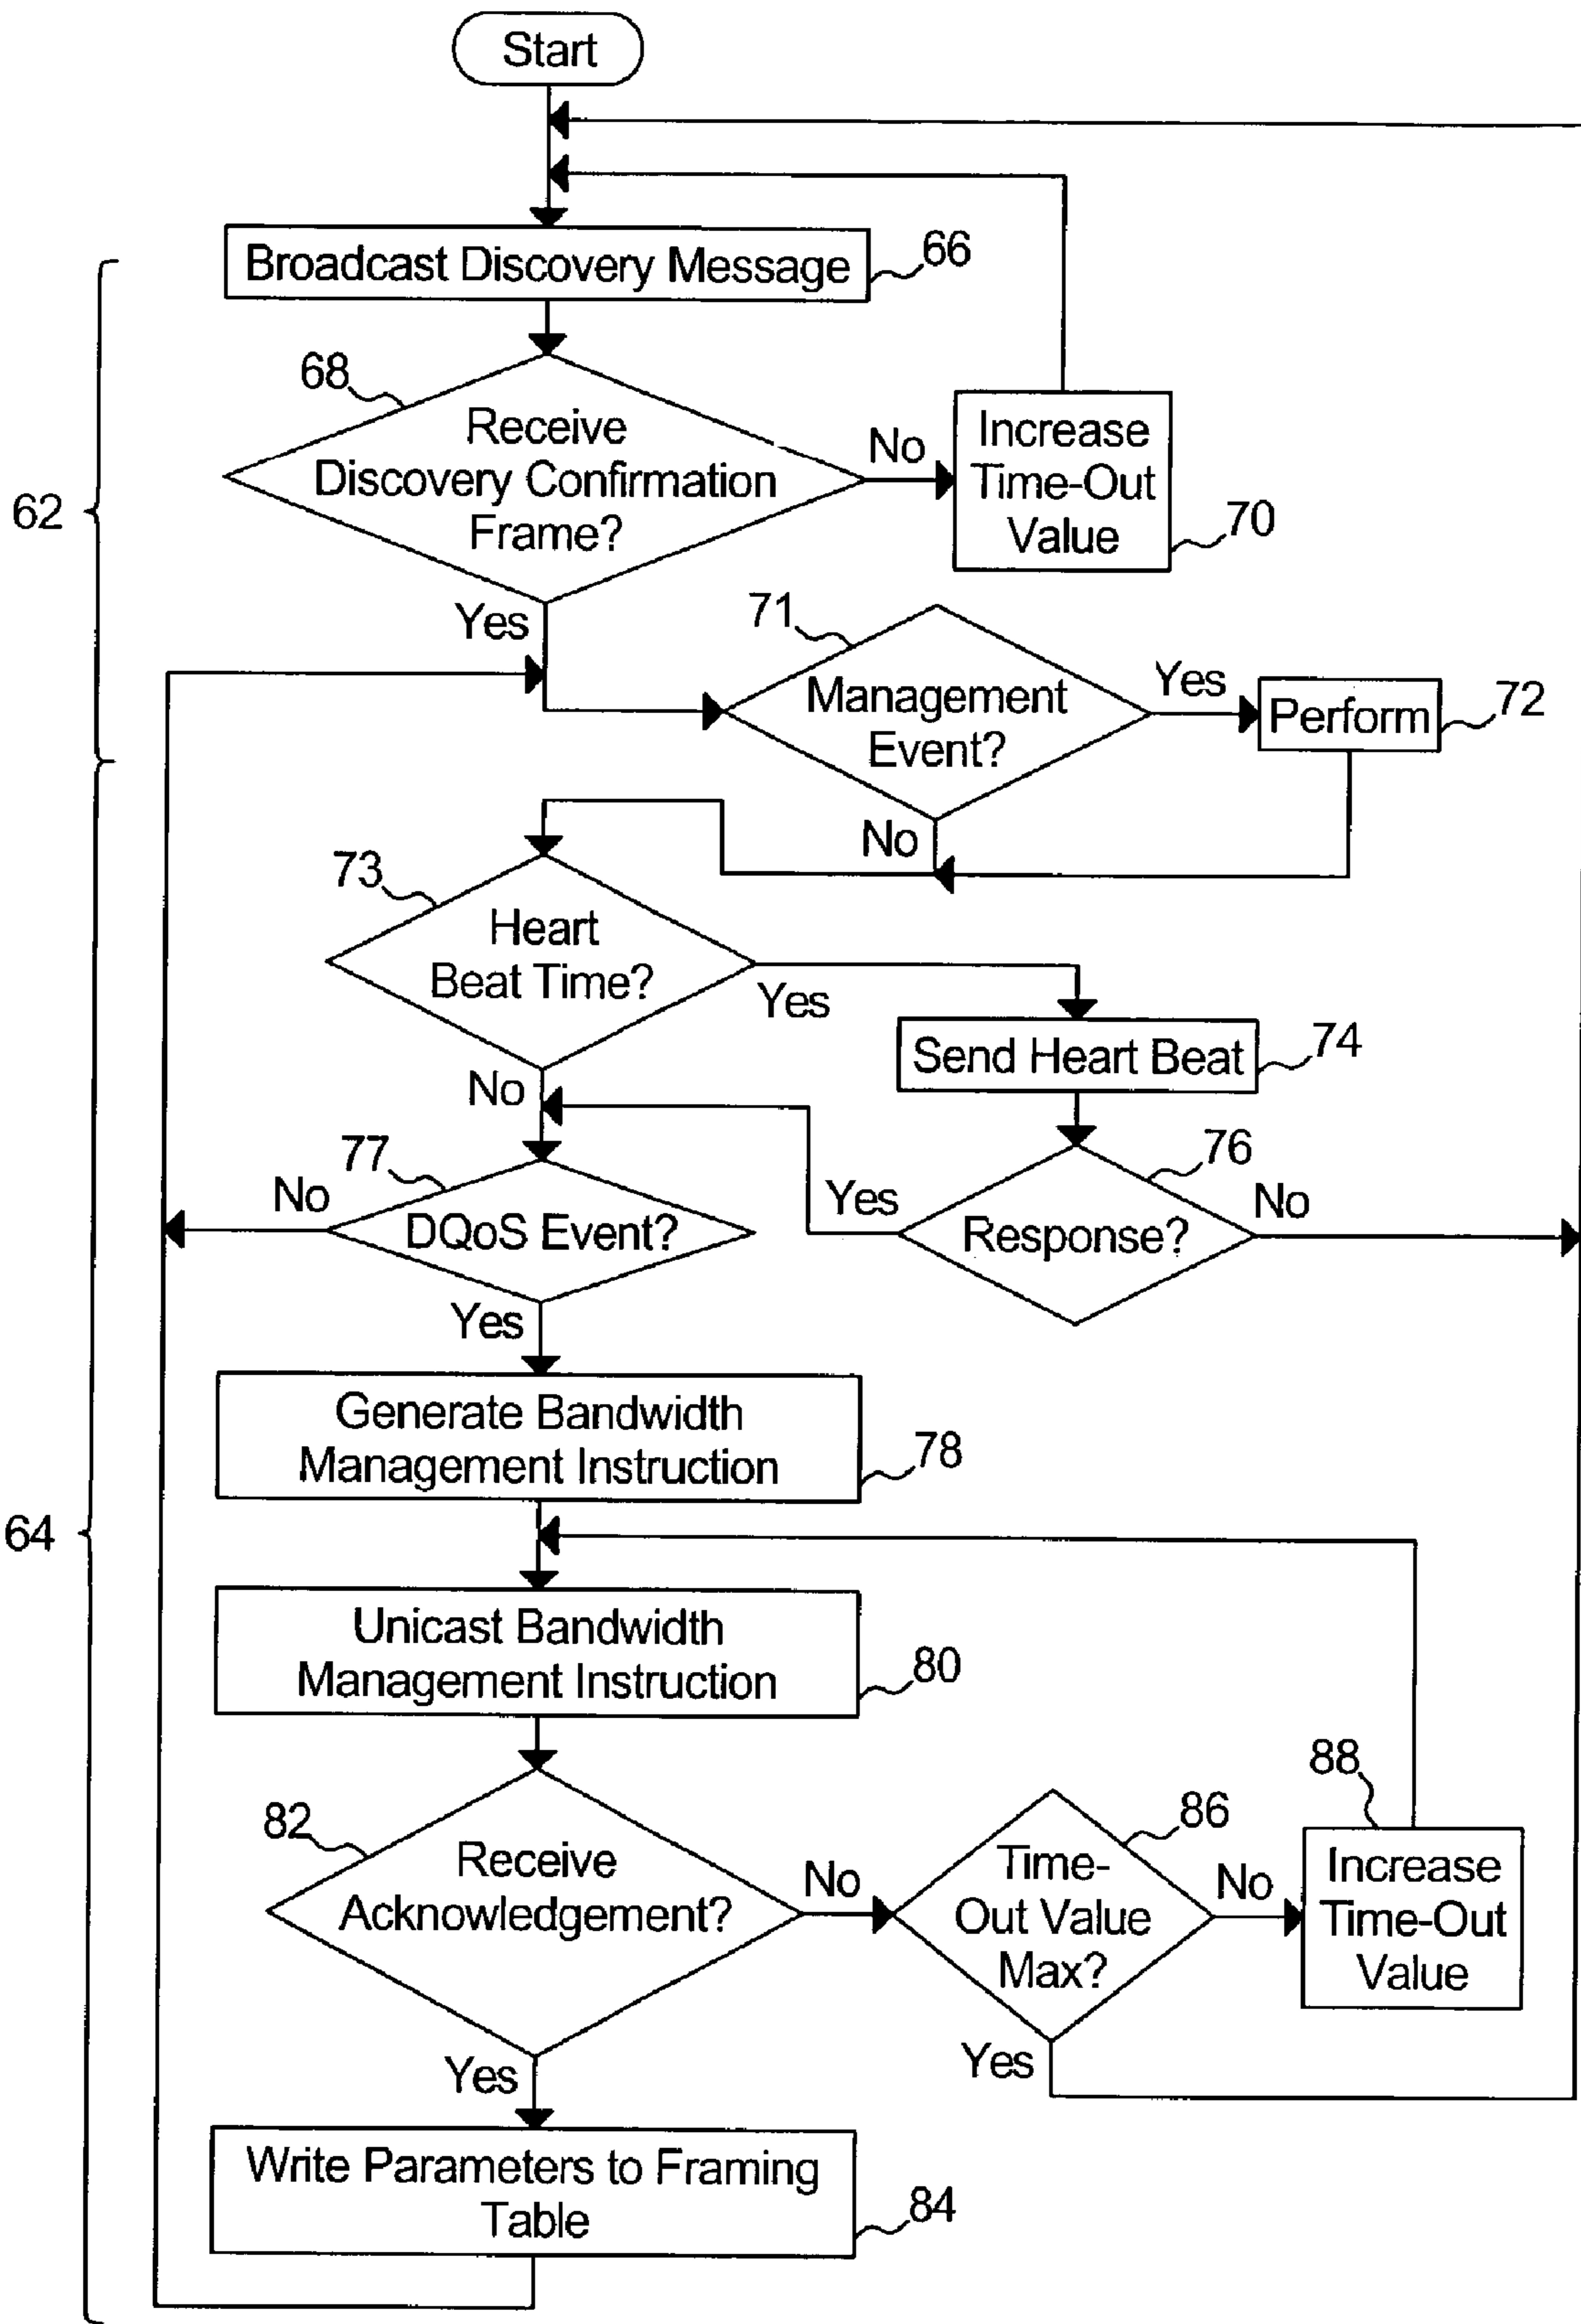 Start
Broadcast Discovery Message
66
68
Receive
Discovery Confirmation
Frame?
No
Increase
Time-Out
Value
70
62
Yes
71
Management
Event?
Yes
Perform
72
No
73
Heart
Beat Time?
Yes
Send Heart Beat
74
No
77
DQoS Event?
No
Yes
76
Response?
No
Yes
Generate Bandwidth
Management Instruction
78
64
Unicast Bandwidth
Management Instruction
80
82
Receive
Acknowledgement?
No
86
Time-
Out Value
Max?
No
88
Increase
Time-Out
Value
Yes
Yes
Write Parameters to Framing
Table
84